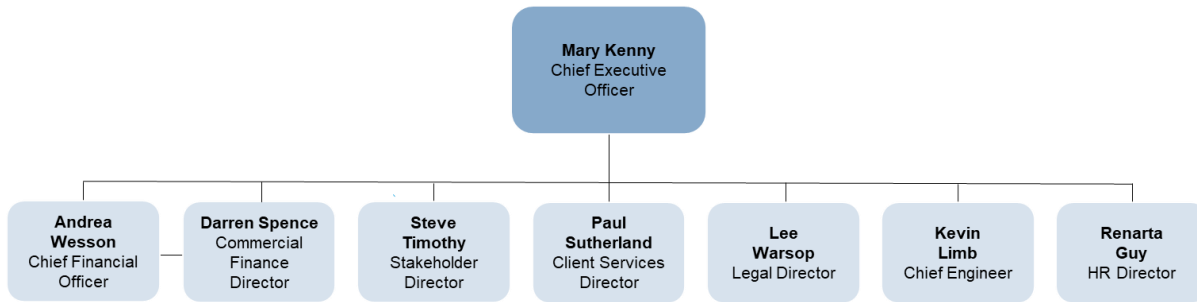 Mary Kenny
Chief Executive
Officer
Andrea
Wesson
Chief Financial
Officer
Darren Spence
Commercial
Finance
Director
Steve
Timothy
Stakeholder
Director
Paul
Sutherland
Client Services
Director
Lee
Warsop
Legal Director
Kevin
Limb
Chief Engineer
Renarta
Guy
HR Director